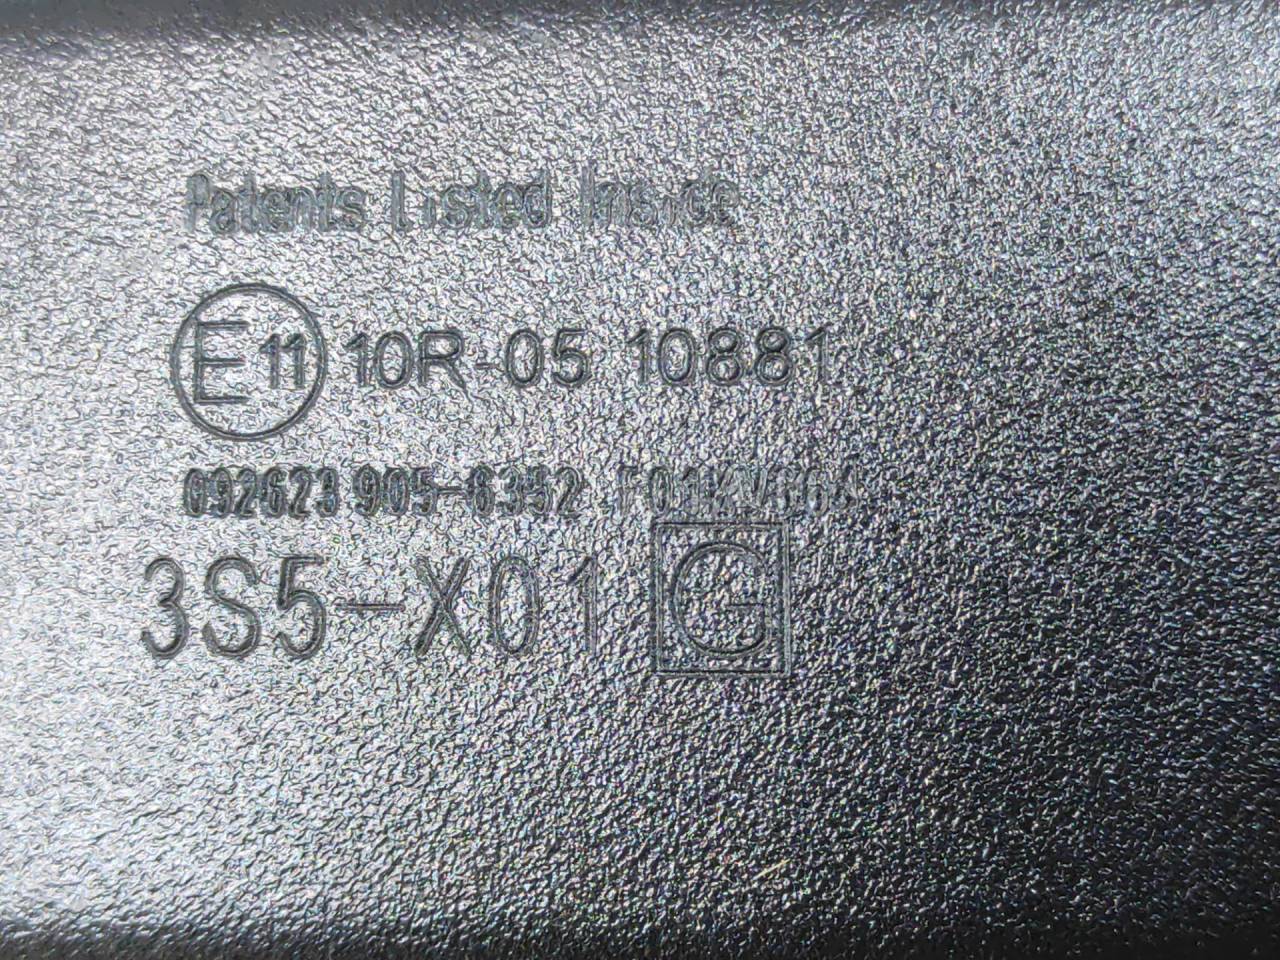 Patents Listed Inside
E11 10R-05 10881
092623 905-6352
3S5-X01 G